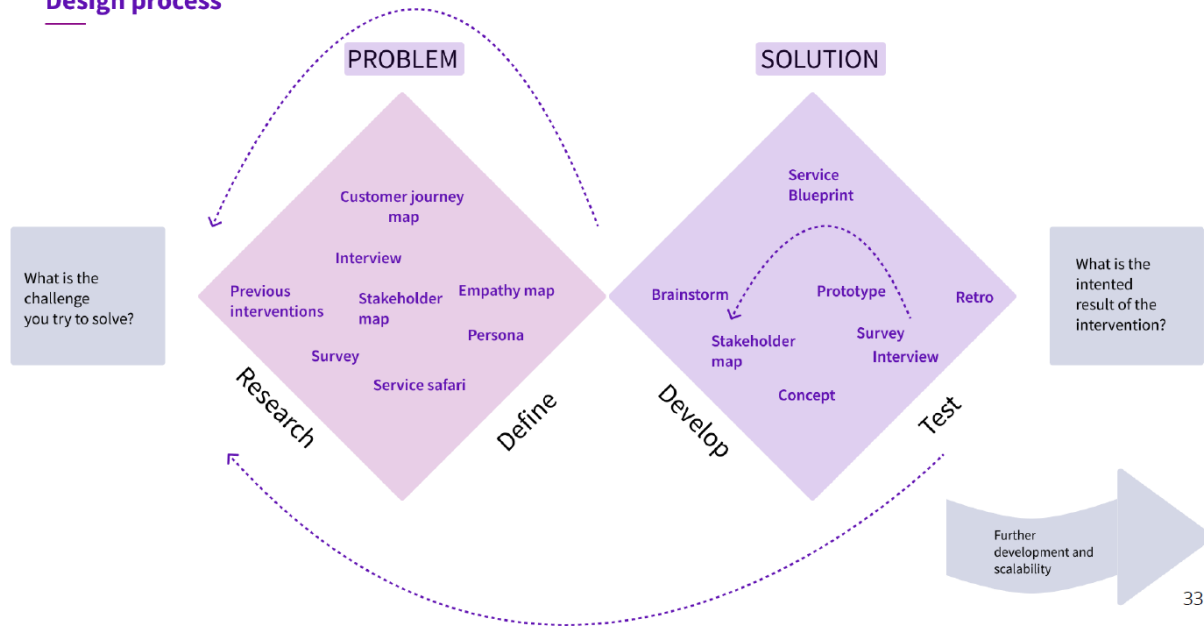 Design process
PROBLEM
SOLUTION
What is the
challenge
you try to solve?
Customer journey
map
Interview
Previous
interventions
Stakeholder
map
Empathy map
Persona
Survey
Service safari
Research
Define
Service
Blueprint
Brainstorm
Prototype
Retro
Stakeholder
map
Survey
Interview
Concept
Develop
Test
What is the
intented
result of the
intervention?
Further
development and
scalability
33